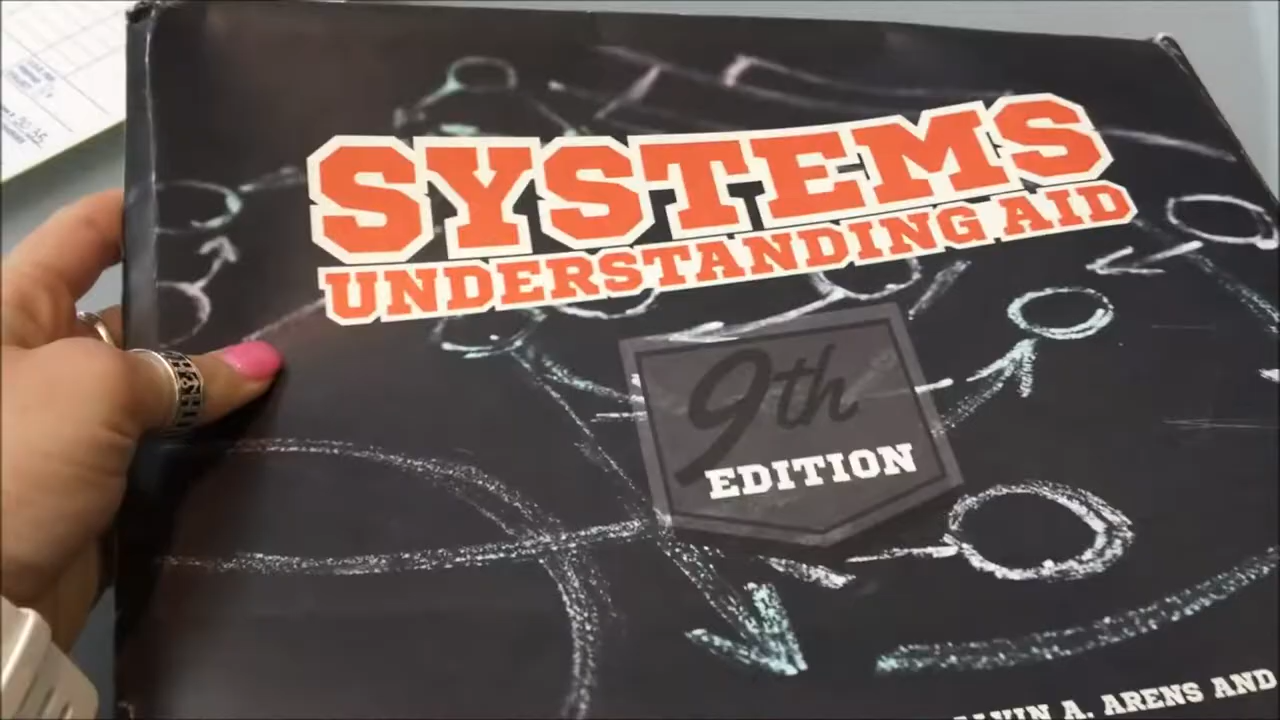 SYSTEMS
UNDERSTANDING AID
9th
EDITION
A. ARENS AND